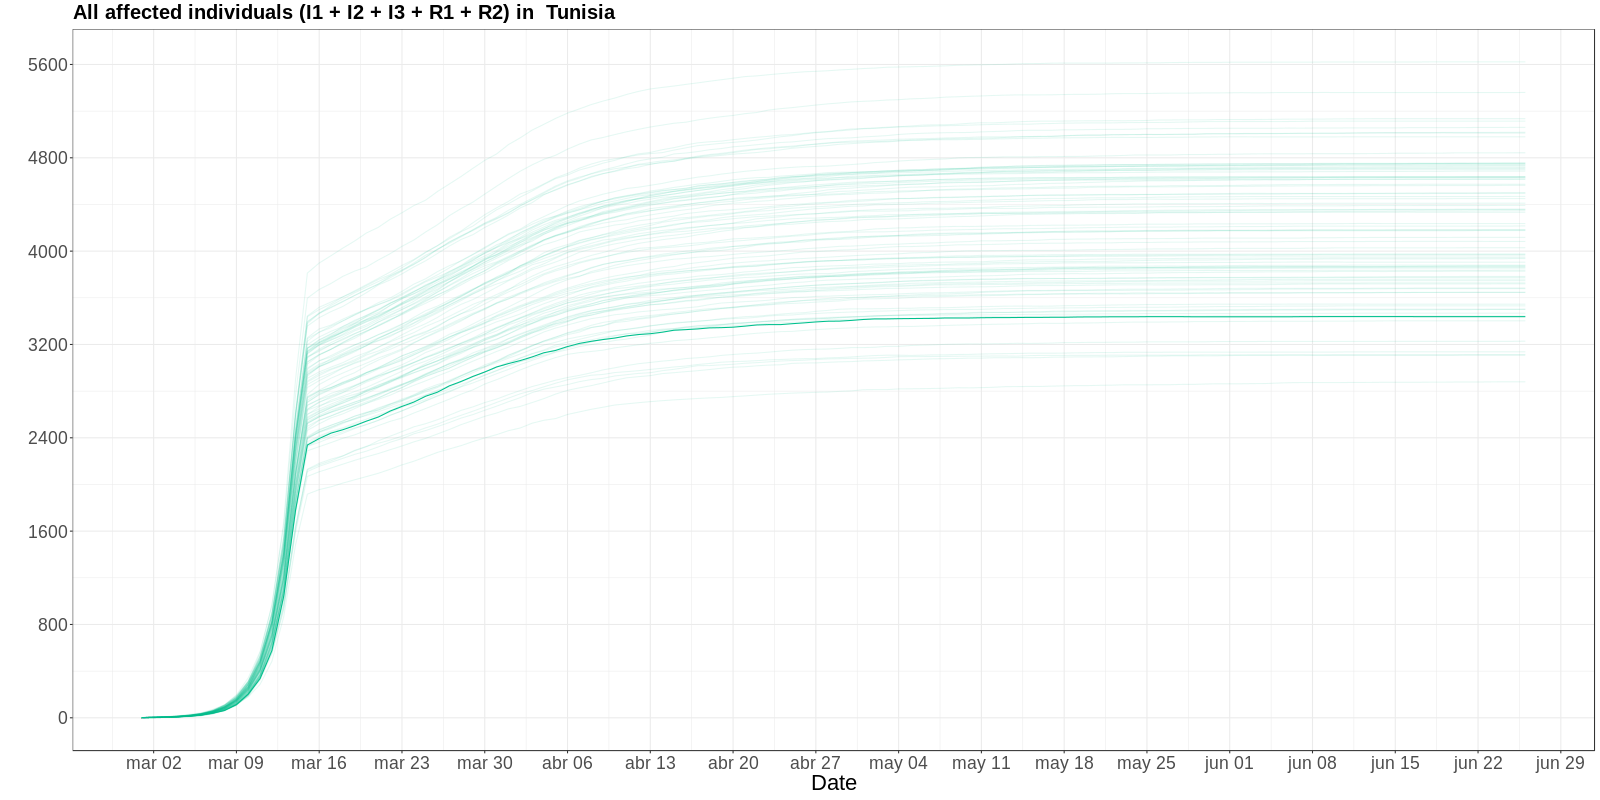 All affected individuals (I1 + I2 + I3 + R1 + R2) in  Tunisia
5600
4800
4000
3200
2400
1600
800
0
mar 02 mar 09 mar 16 mar 23 mar 30 abr 06 abr 13 abr 20 abr 27 may 04 may 11 may 18 may 25 jun 01 jun 08 jun 15 jun 22 jun 29
Date